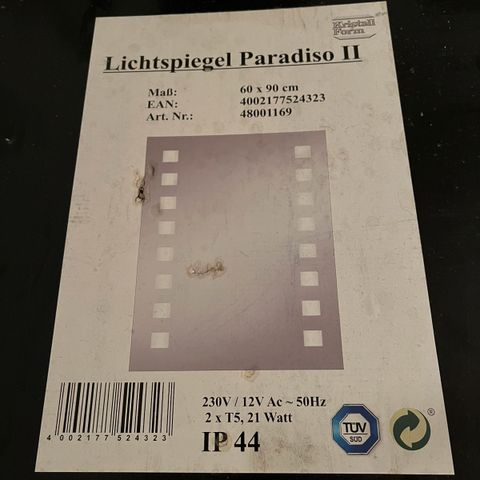 Kristall
Form
Lichtspiegel Paradiso II
Maß: 60 x 90 cm
EAN: 4002177524323
Art. Nr.: 48001169
230V / 12V Ac ~ 50Hz
2 x T5, 21 Watt
IP 44
4 002177 524323
TÜV
SÜD
®